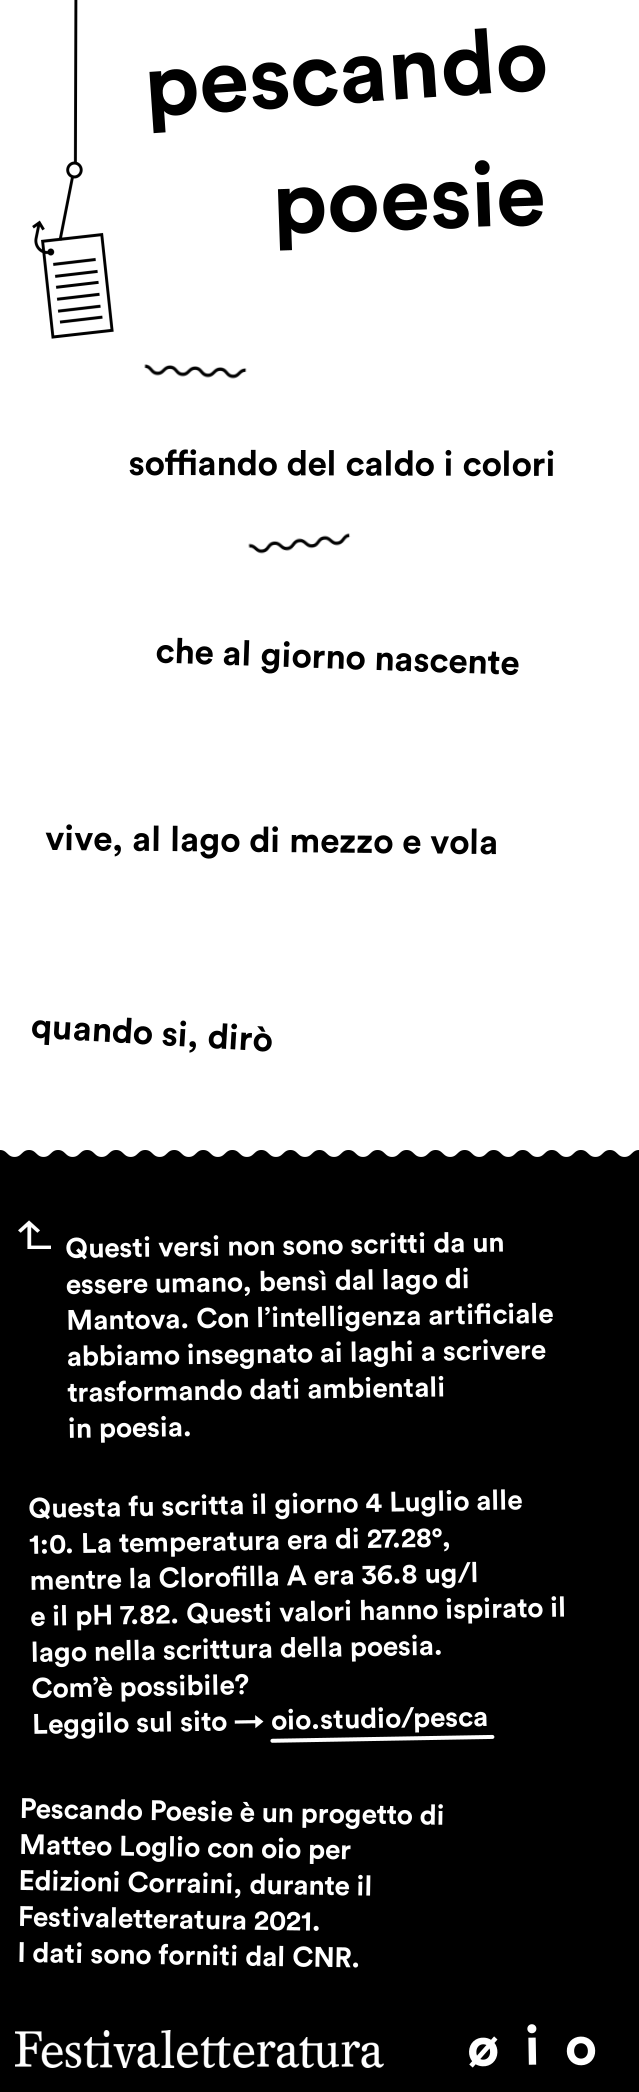 pescando
poesie
soffiando del caldo i colori
che al giorno nascente
vive, al lago di mezzo e vola
quando si, dirò
Questi versi non sono scritti da un
essere umano, bensì dal lago di
Mantova. Con l’intelligenza artificiale
abbiamo insegnato ai laghi a scrivere
trasformando dati ambientali
in poesia.
Questa fu scritta il giorno 4 Luglio alle
1:0. La temperatura era di 27.28°,
mentre la Clorofilla A era 36.8 ug/l
e il pH 7.82. Questi valori hanno ispirato il
lago nella scrittura della poesia.
Com’è possibile?
Leggilo sul sito → oio.studio/pesca
Pescando Poesie è un progetto di
Matteo Loglio con oio per
Edizioni Corraini, durante il
Festivaletteratura 2021.
I dati sono forniti dal CNR.
Festivaletteratura ø i o